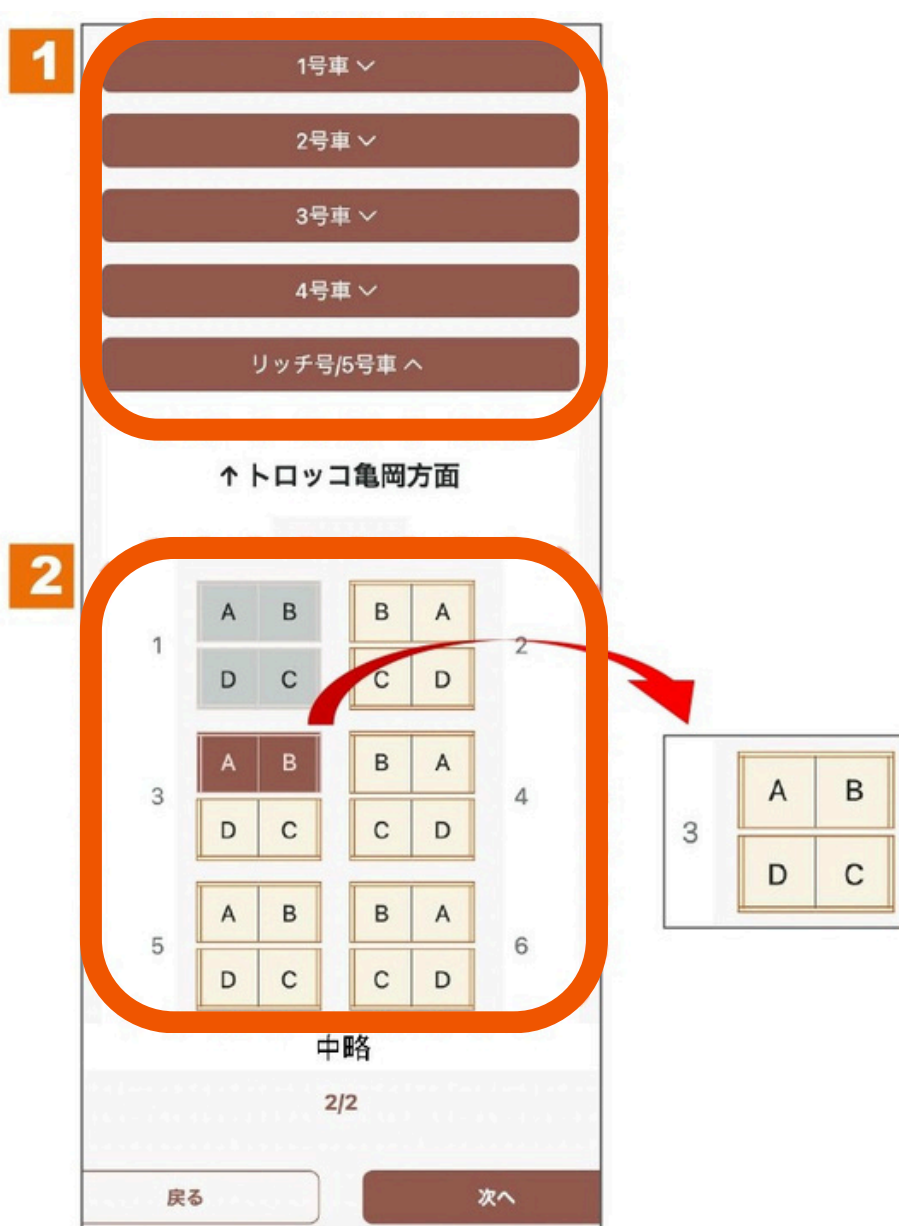 1
1号車
2号車
3号車
4号車
リッチ号/5号車
↑トロッコ亀岡方面
2
A B B A
1 2
D C C D
A B B A
3 4
D C C D
A B B A
5 6
D C C D
A B
3
D C
中略
2/2
戻る 次へ